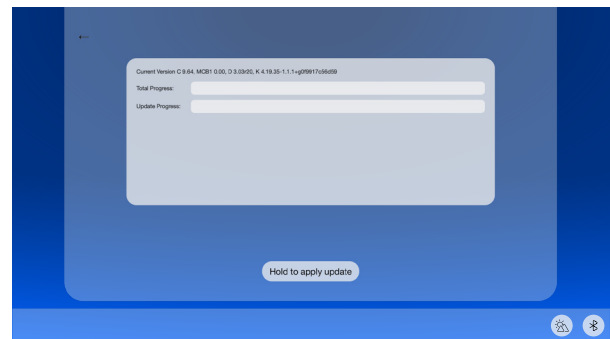 Current Version C 9.64, MCB1 0.00, D 3.03r20, K 4.19.35-1.1.1+g0f9917c56d59
Total Progress:
Update Progress:
Hold to apply update